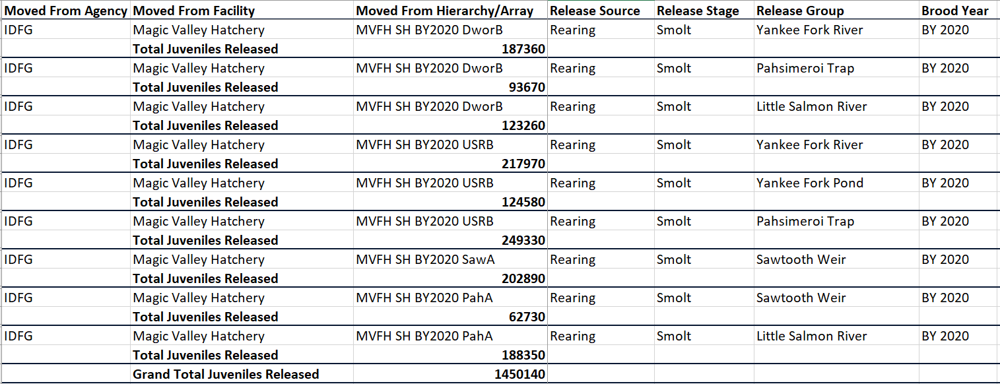 Moved From Agency Moved From Facility Moved From Hierarchy/Array Release Source Release Stage Release Group Brood Year
IDFG Magic Valley Hatchery MVFH SH BY2020 DworB Rearing Smolt Yankee Fork River BY 2020
Total Juveniles Released 187360
IDFG Magic Valley Hatchery MVFH SH BY2020 DworB Rearing Smolt Pahsimeroi Trap BY 2020
Total Juveniles Released 93670
IDFG Magic Valley Hatchery MVFH SH BY2020 DworB Rearing Smolt Little Salmon River BY 2020
Total Juveniles Released 123260
IDFG Magic Valley Hatchery MVFH SH BY2020 USRB Rearing Smolt Yankee Fork River BY 2020
Total Juveniles Released 217970
IDFG Magic Valley Hatchery MVFH SH BY2020 USRB Rearing Smolt Yankee Fork Pond BY 2020
Total Juveniles Released 124580
IDFG Magic Valley Hatchery MVFH SH BY2020 USRB Rearing Smolt Pahsimeroi Trap BY 2020
Total Juveniles Released 249330
IDFG Magic Valley Hatchery MVFH SH BY2020 SawA Rearing Smolt Sawtooth Weir BY 2020
Total Juveniles Released 202890
IDFG Magic Valley Hatchery MVFH SH BY2020 PahA Rearing Smolt Sawtooth Weir BY 2020
Total Juveniles Released 62730
IDFG Magic Valley Hatchery MVFH SH BY2020 PahA Rearing Smolt Little Salmon River BY 2020
Total Juveniles Released 188350
Grand Total Juveniles Released 1450140